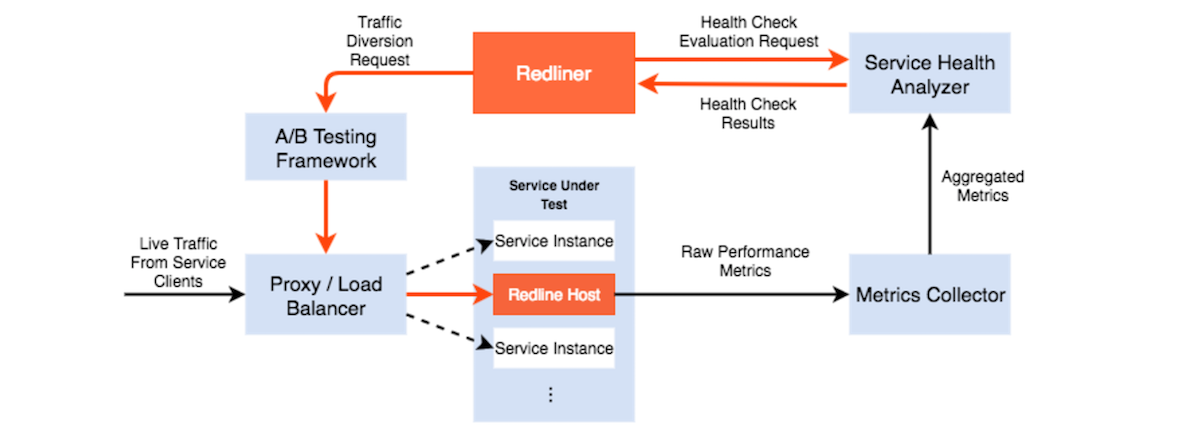 Traffic
Diversion
Request
Redliner
Health Check
Evaluation Request
Health Check
Results
Service Health
Analyzer
A/B Testing
Framework
Aggregated
Metrics
Live Traffic
From Service
Clients
Proxy / Load
Balancer
Service Under
Test
Service Instance
Redline Host
Service Instance
⋮
Raw Performance
Metrics
Metrics Collector